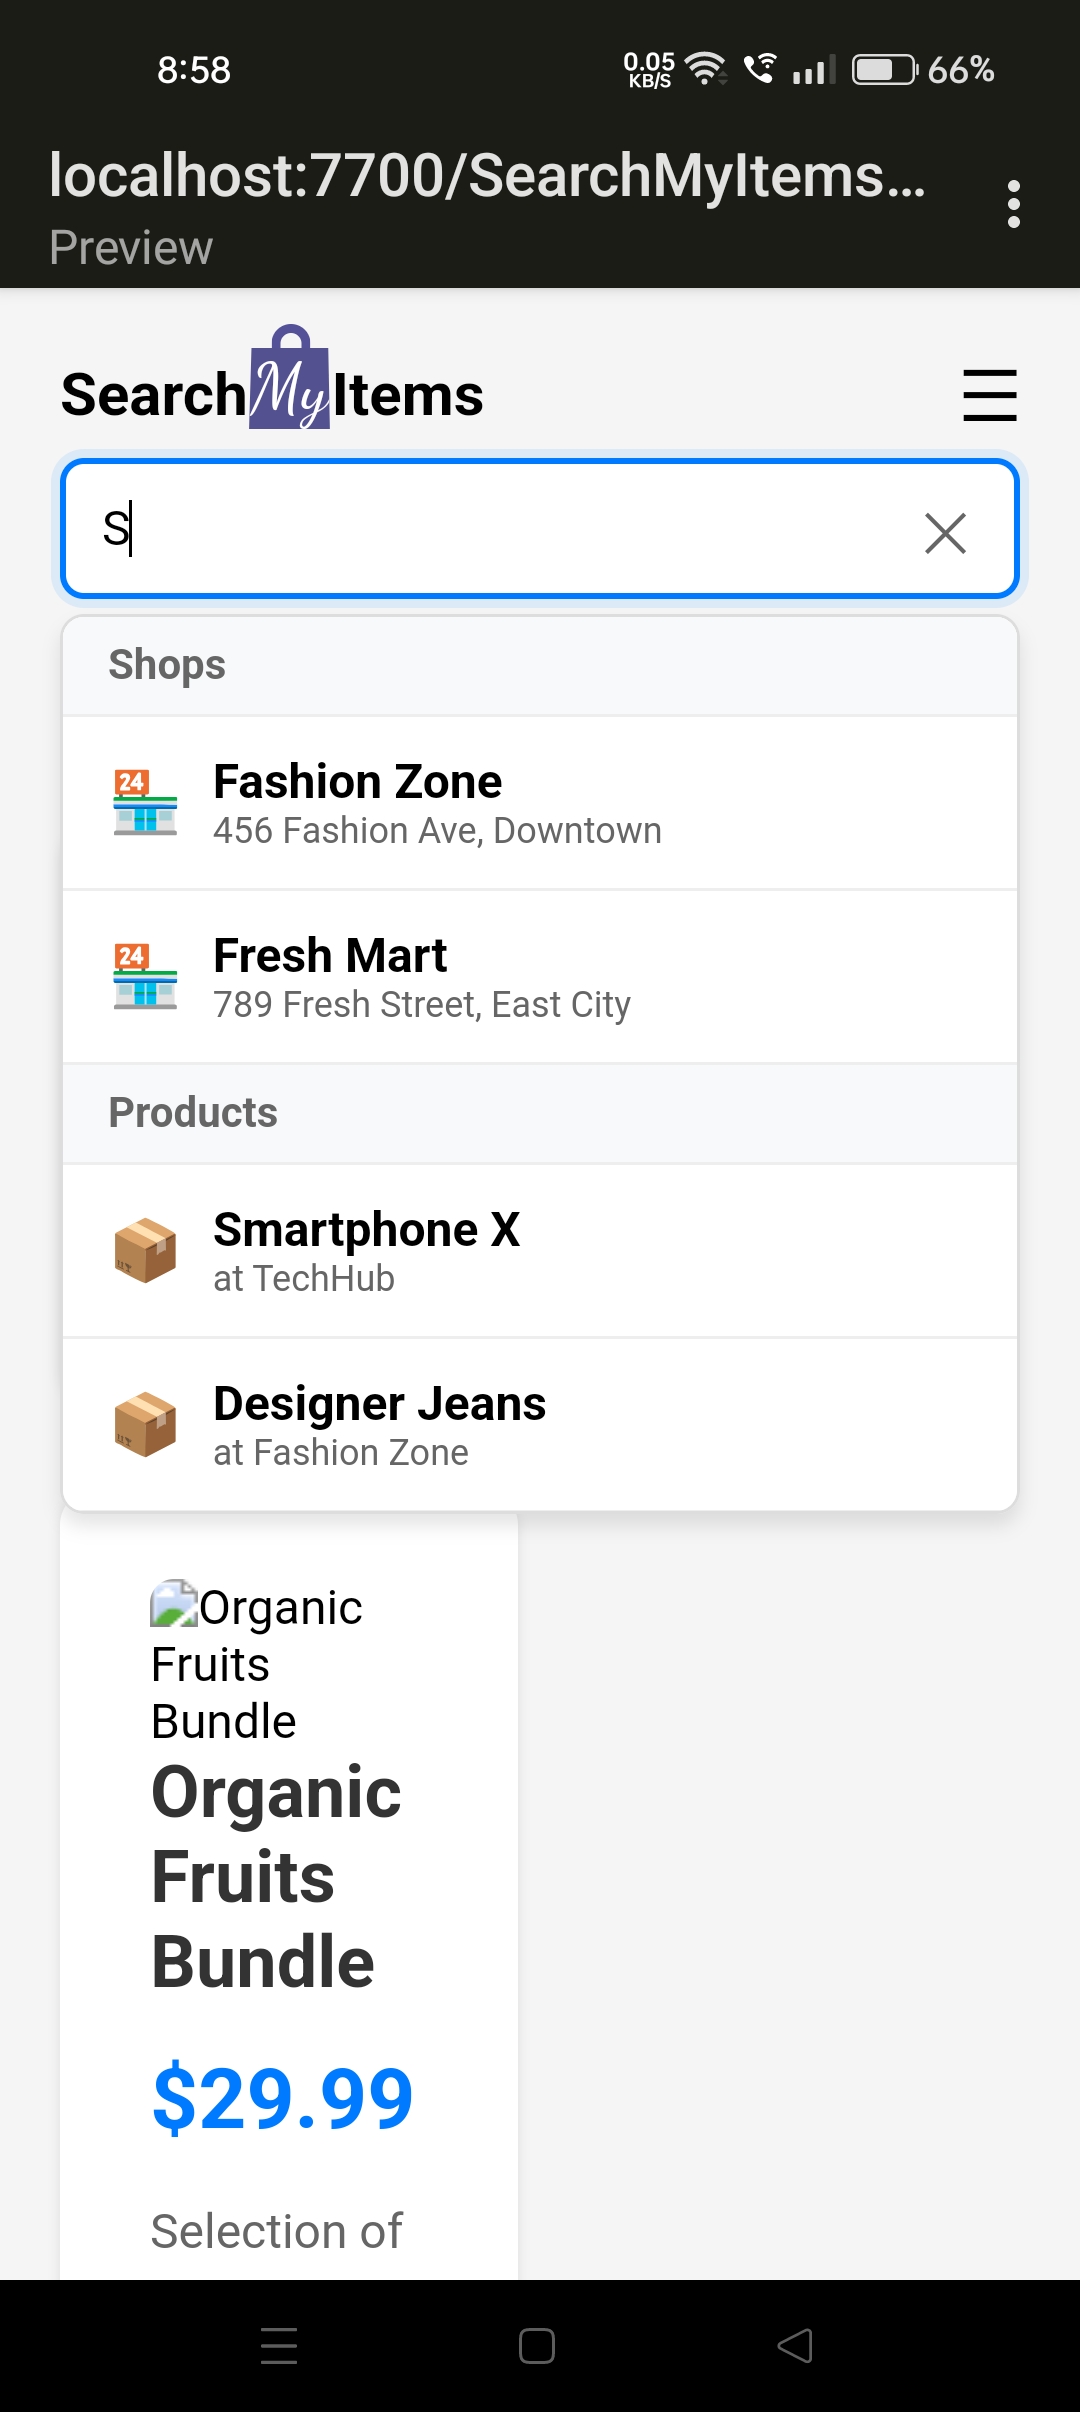 8:58
0.05
KB/S
66%
localhost:7700/SearchMyItems...
Preview
SearchMyItems
S
Shops
24
Fashion Zone
456 Fashion Ave, Downtown
24
Fresh Mart
789 Fresh Street, East City
Products
Smartphone X
at TechHub
Designer Jeans
at Fashion Zone
Organic
Fruits
Bundle
Organic
Fruits
Bundle
$29.99
Selection of